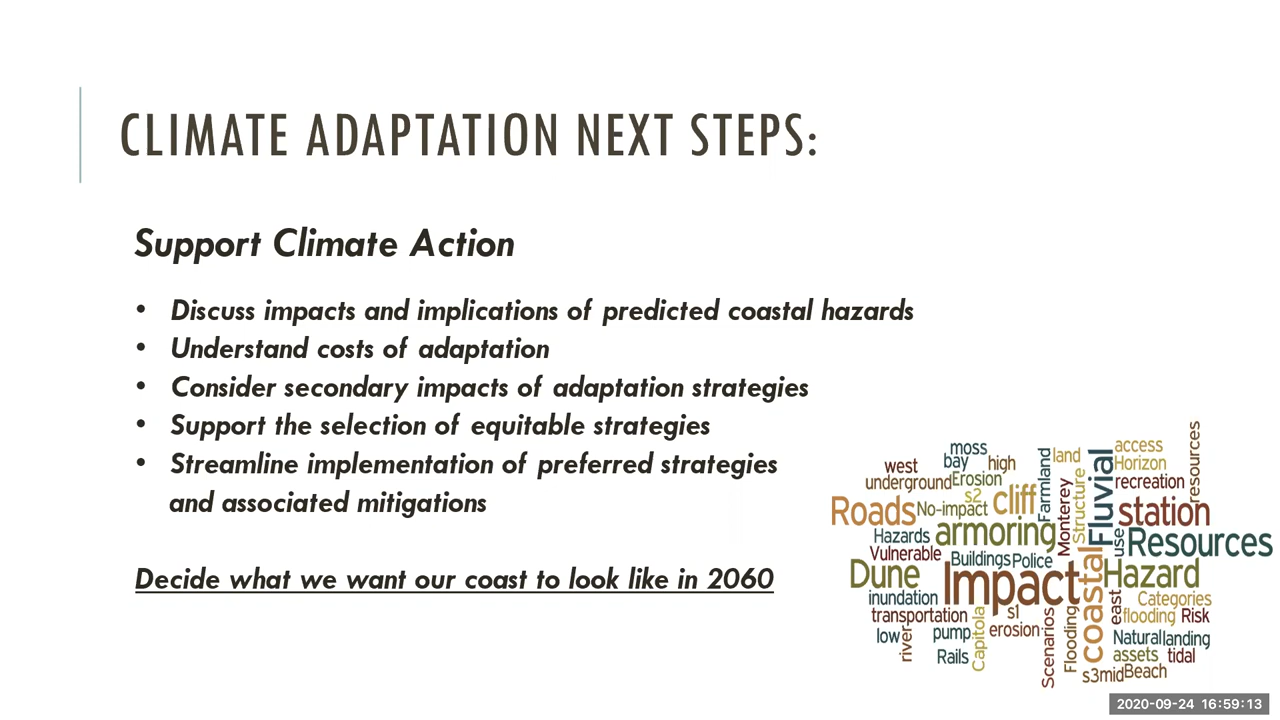 CLIMATE ADAPTATION NEXT STEPS:
Support Climate Action
• Discuss impacts and implications of predicted coastal hazards
• Understand costs of adaptation
• Consider secondary impacts of adaptation strategies
• Support the selection of equitable strategies
• Streamline implementation of preferred strategies
and associated mitigations
Decide what we want our coast to look like in 2060
moss
bay
high
land
access
Horizon
resources
west
underground
Erosion
s2
Farmland
Structure
Fluvial
recreation
Roads
No-impact
cliff
Monterey
station
Hazards
armoring
use
Resources
Vulnerable
Buildings
Police
Dune
Impact
coastal
Hazard
inundation
s1
east
Categories
transportation
flooding
Risk
low
river
pump
Capitola
erosion
Scenarios
Flooding
Natural
landing
Rails
assets
tidal
s3
mid
Beach
2020-09-24 16:59:13